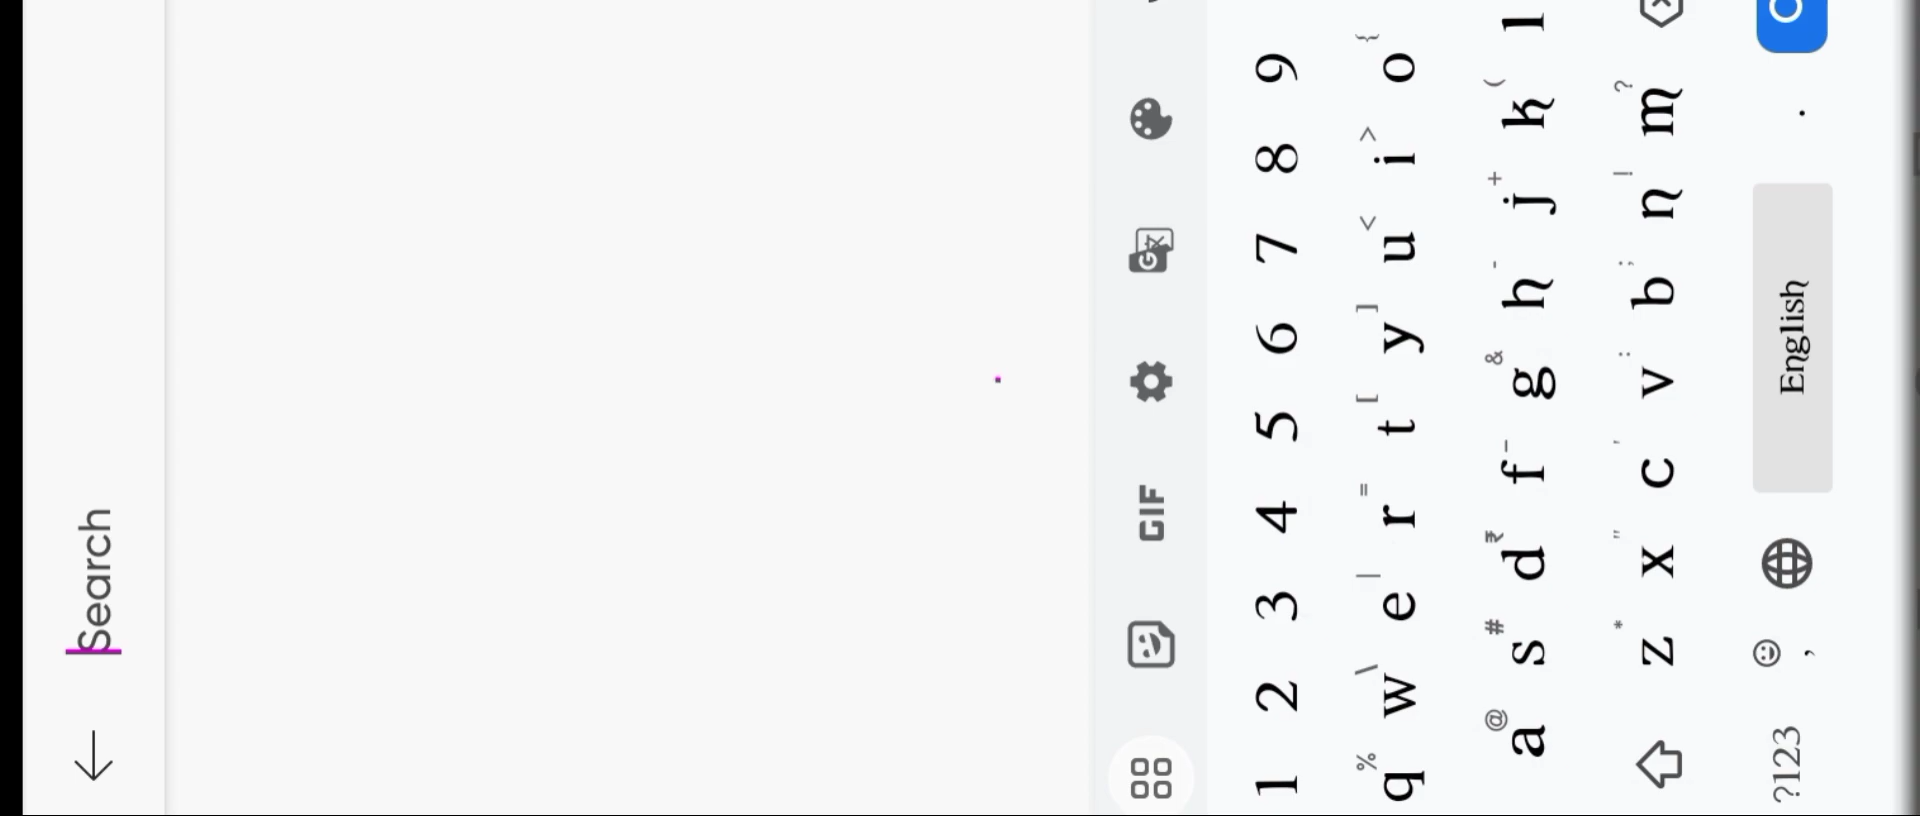 Search
GIF
1 2 3 4 5 6 7 8 9
% \ | = [ ] < > {
q w e r t y u i o
@ # ₹ _ & - + (
a s d f g h j k l
* " ' : ; ! ?
z x c v b n m
?123 , English .